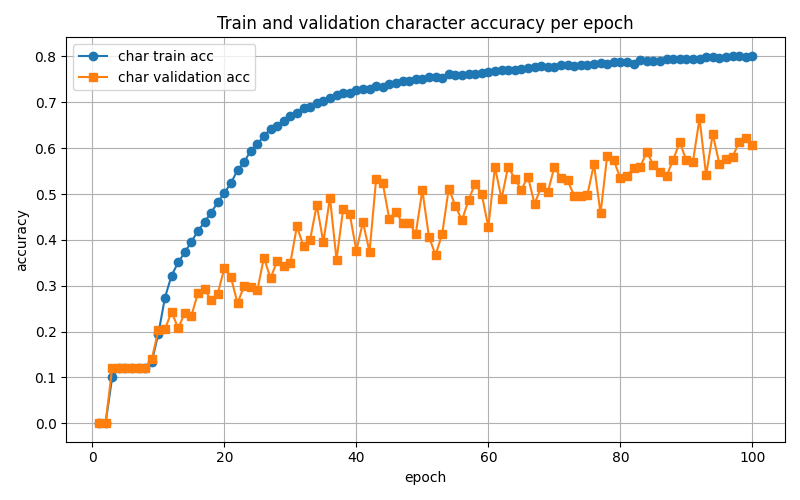 Train and validation character accuracy per epoch
char train acc
char validation acc
accuracy
0.8
0.7
0.6
0.5
0.4
0.3
0.2
0.1
0.0
0 20 40 60 80 100
epoch